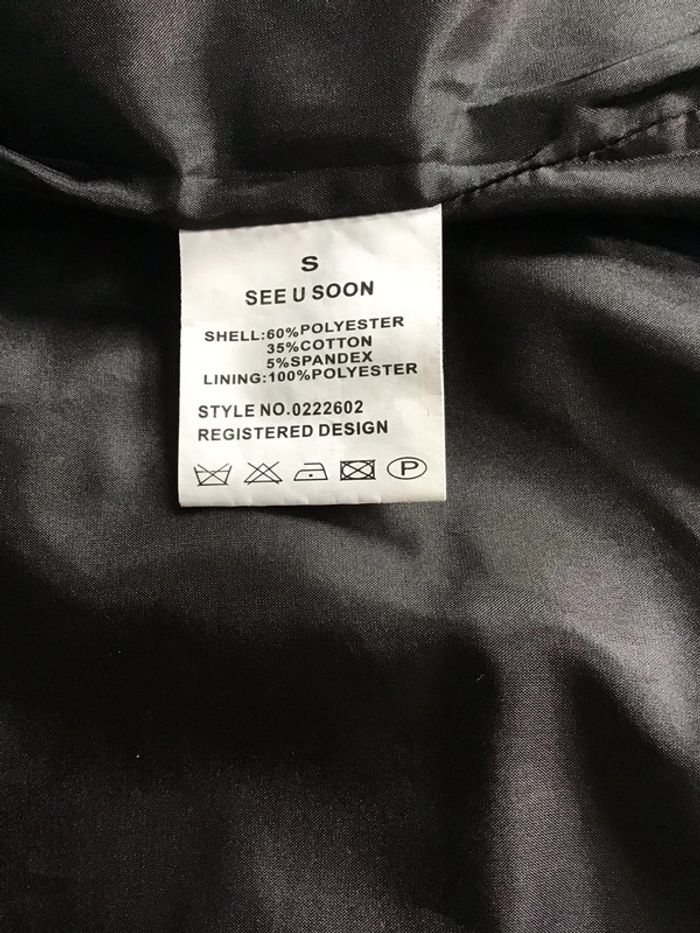 S
SEE U SOON
SHELL:60%POLYESTER
35%COTTON
5%SPANDEX
LINING:100%POLYESTER
STYLE NO.0222602
REGISTERED DESIGN
P